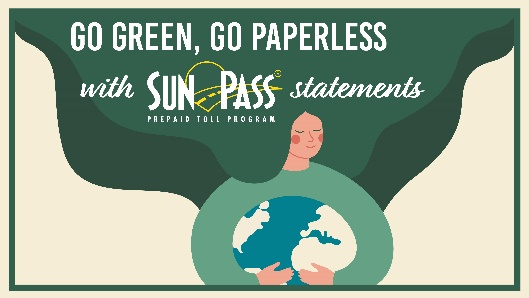 GO GREEN, GO PAPERLESS
with SUNPASS® statements
PREPAID TOLL PROGRAM